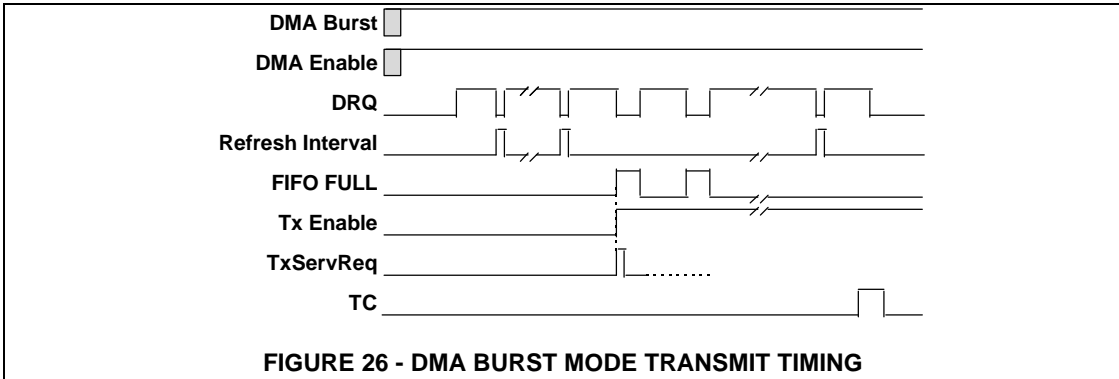 DMA Burst
DMA Enable
DRQ
Refresh Interval
FIFO FULL
Tx Enable
TxServReq
TC
FIGURE 26 - DMA BURST MODE TRANSMIT TIMING